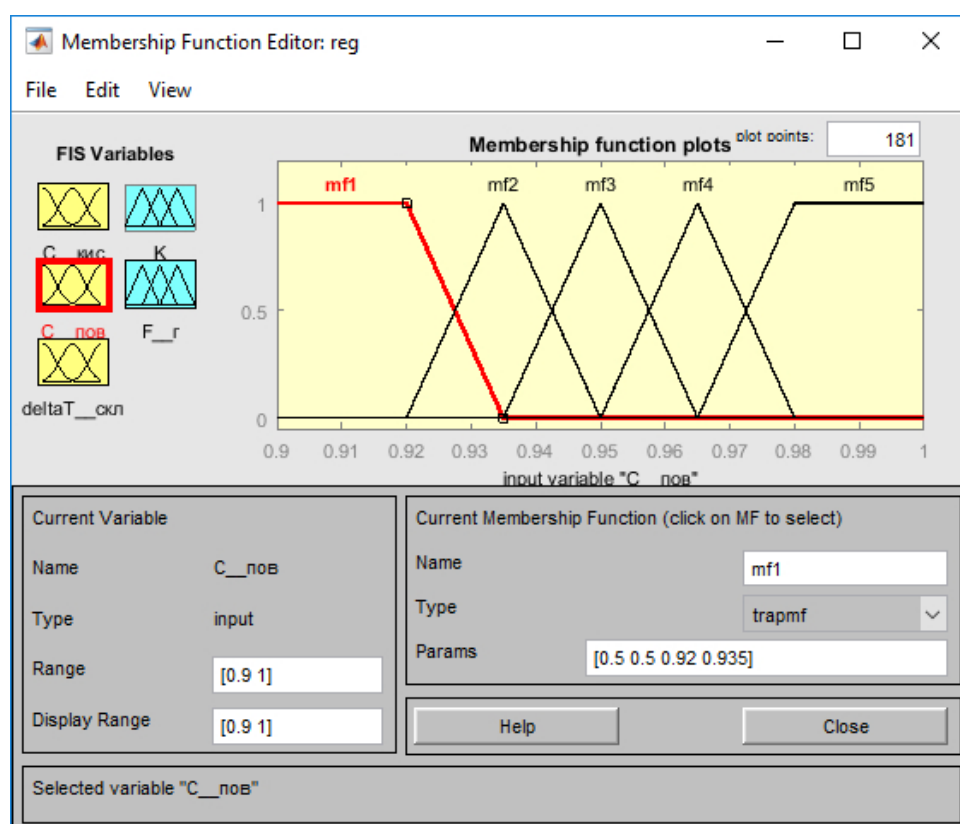 Membership Function Editor: reg
File Edit View
FIS Variables
Membership function plots
plot points:
181
C__кис
K
C__пов
F__г
deltaT__скл
mf1 mf2 mf3 mf4 mf5
1
0.5
0
0.9 0.91 0.92 0.93 0.94 0.95 0.96 0.97 0.98 0.99 1
input variable "C__пов"
Current Variable
Name C__пов
Type input
Range [0.9 1]
Display Range [0.9 1]
Current Membership Function (click on MF to select)
Name mf1
Type trapmf
Params [0.5 0.5 0.92 0.935]
Help Close
Selected variable "C__пов"